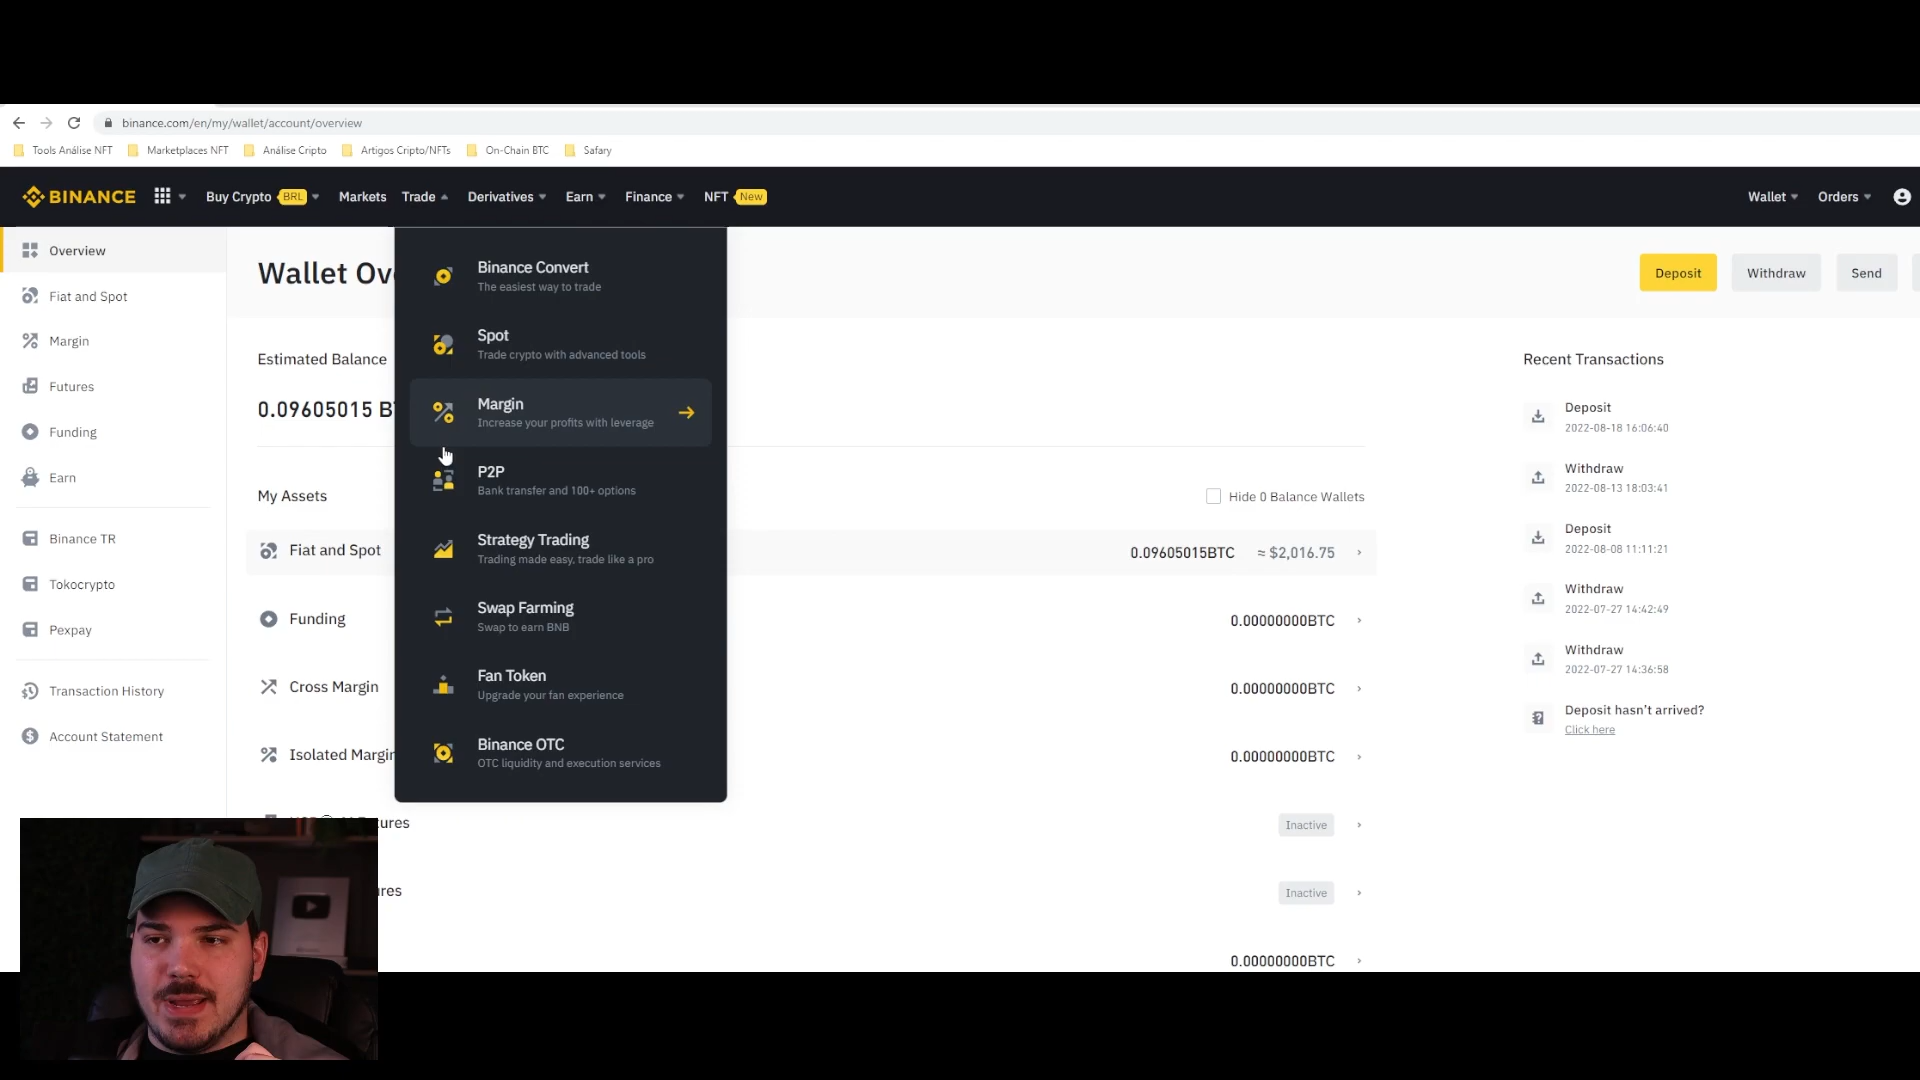 binance.com/en/my/wallet/account/overview
Tools Análise NFT Marketplaces NFT Análise Cripto Artigos Cripto/NFTs On-Chain BTC Safary
BINANCE Buy Crypto BRL Markets Trade Derivatives Earn Finance NFT New Wallet Orders
Overview
Fiat and Spot
Margin
Futures
Funding
Earn
Binance TR
Tokocrypto
Pexpay
Transaction History
Account Statement
Wallet Ov
Deposit Withdraw Send
Estimated Balance
0.09605015 B
My Assets
Hide 0 Balance Wallets
Fiat and Spot 0.09605015BTC ≈ $2,016.75
Funding 0.00000000BTC
Cross Margin 0.00000000BTC
Isolated Margin 0.00000000BTC
ures Inactive
res Inactive
0.00000000BTC
Binance Convert
The easiest way to trade
Spot
Trade crypto with advanced tools
Margin
Increase your profits with leverage
P2P
Bank transfer and 100+ options
Strategy Trading
Trading made easy, trade like a pro
Swap Farming
Swap to earn BNB
Fan Token
Upgrade your fan experience
Binance OTC
OTC liquidity and execution services
Recent Transactions
Deposit
2022-08-18 16:06:40
Withdraw
2022-08-13 18:03:41
Deposit
2022-08-08 11:11:21
Withdraw
2022-07-27 14:42:49
Withdraw
2022-07-27 14:36:58
Deposit hasn't arrived?
Click here